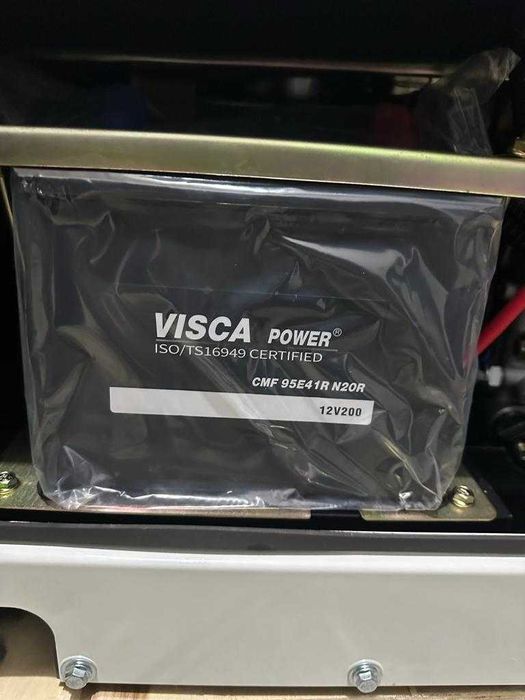 VISCA POWER®
ISO/TS16949 CERTIFIED
CMF 95E41R N20R
12V200